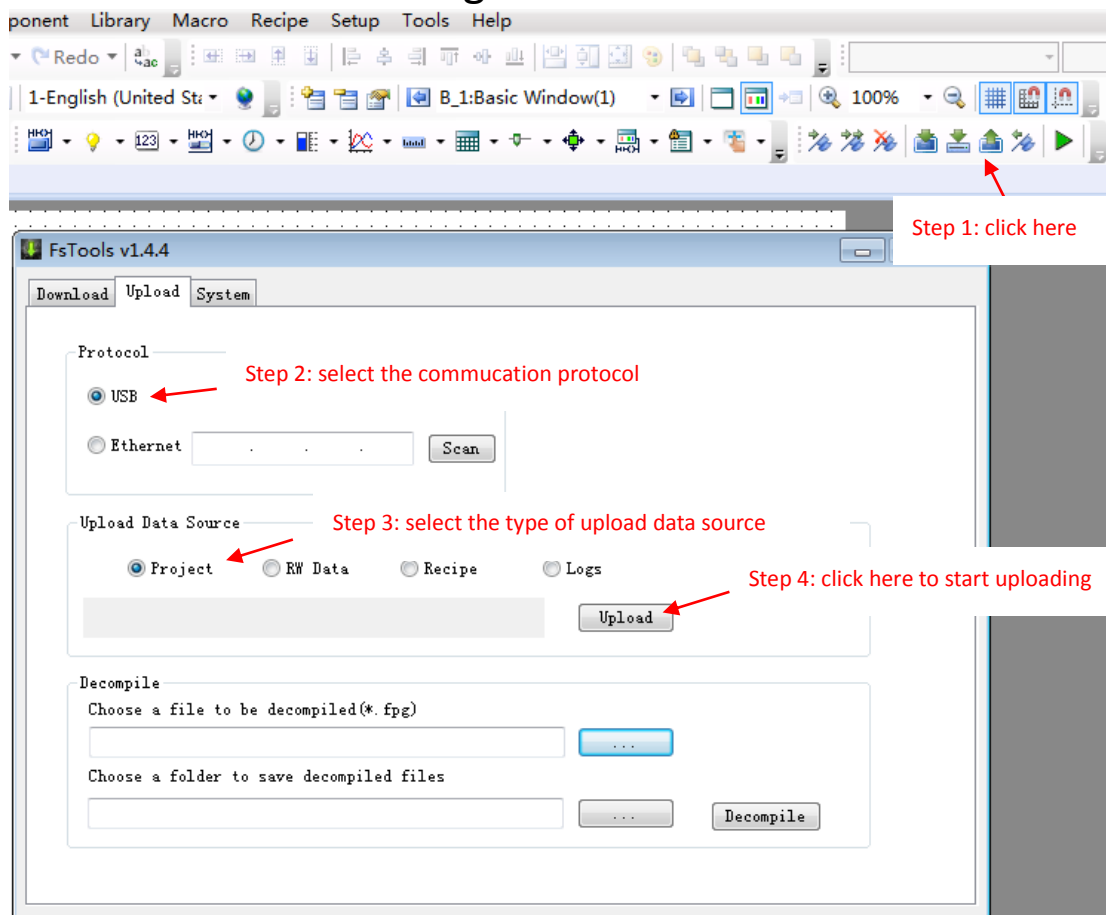 ponent Library Macro Recipe Setup Tools Help
Redo
1-English (United Sta B_1:Basic Window(1) 100%
123
Step 1: click here
FsTools v1.4.4
Download Upload System
Protocol
Step 2: select the commucation protocol
USB
Ethernet . . . Scan
Upload Data Source
Step 3: select the type of upload data source
Project RW Data Recipe Logs
Step 4: click here to start uploading
Upload
Decompile
Choose a file to be decompiled(*.fpg)
...
Choose a folder to save decompiled files
... Decompile